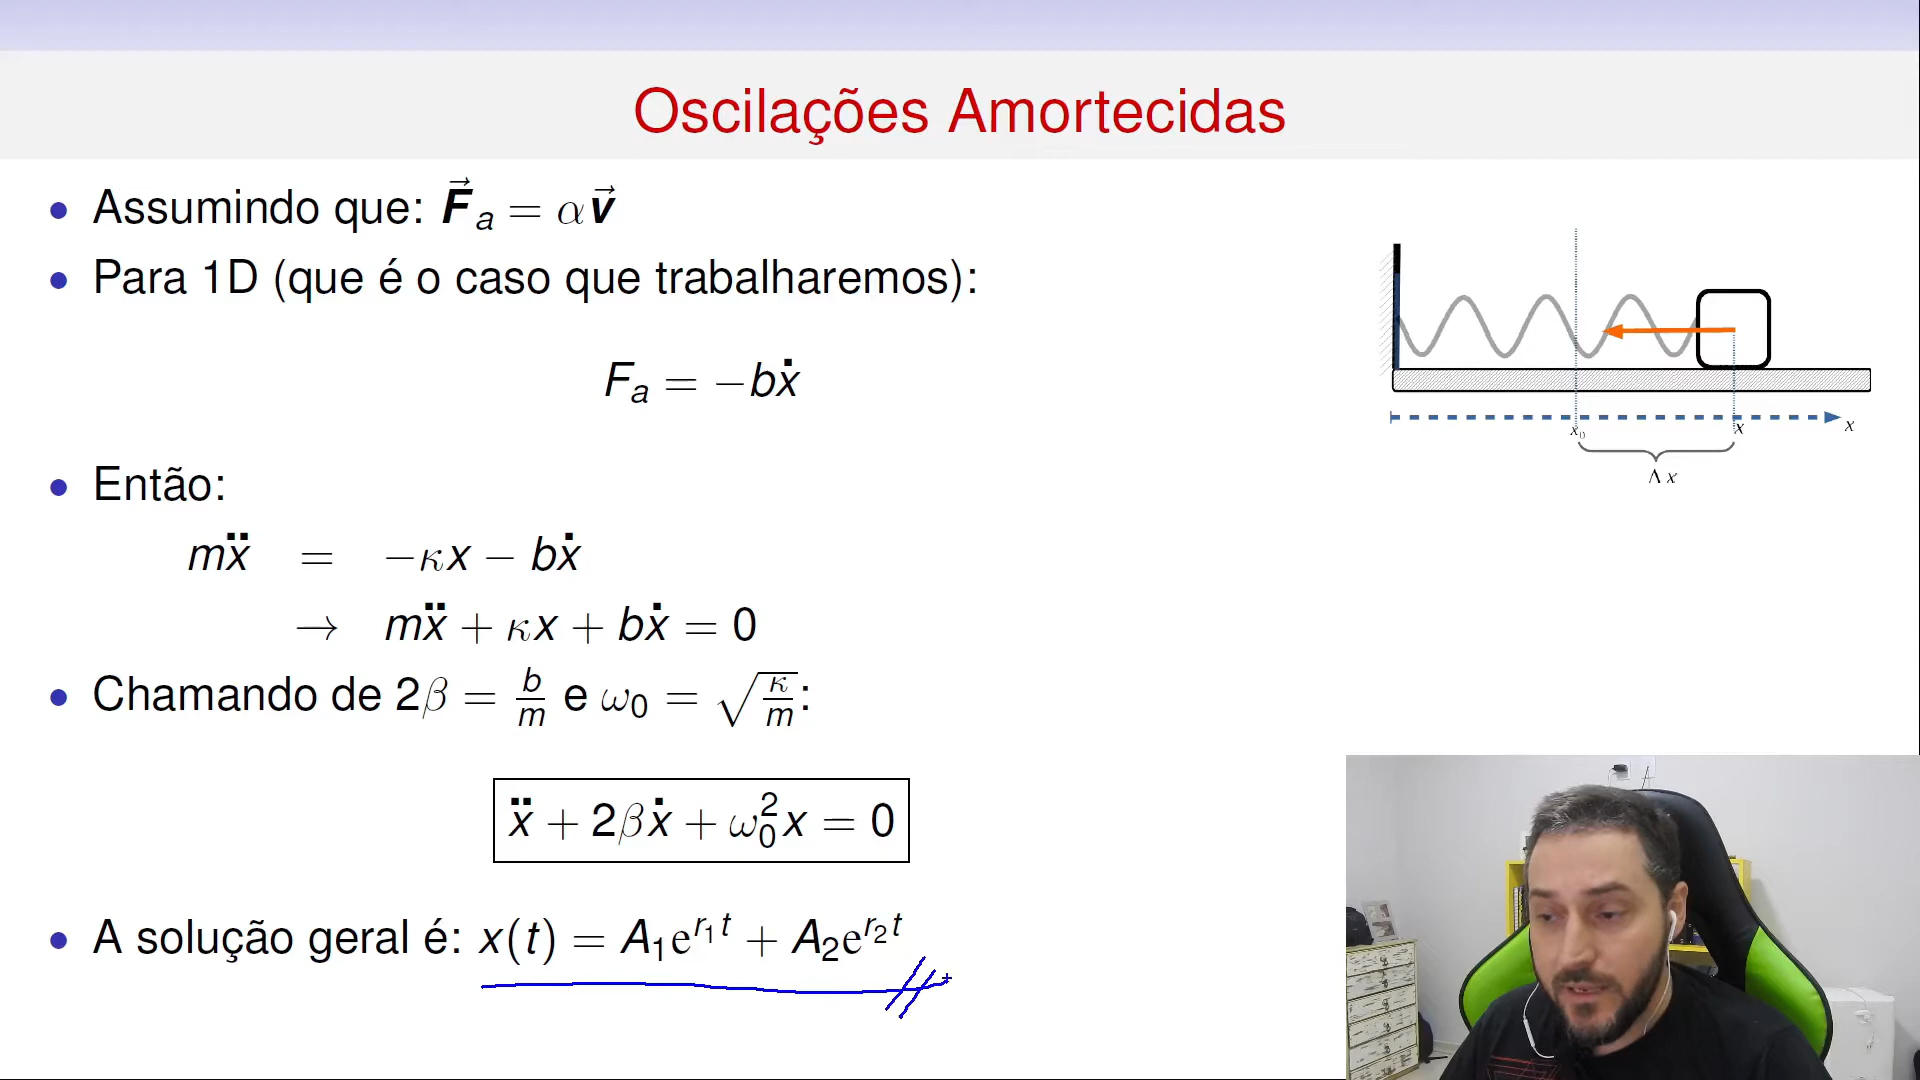 Oscilações Amortecidas
• Assumindo que: F⃗ₐ = αv⃗
• Para 1D (que é o caso que trabalharemos):
Fₐ = −bẋ
• Então:
mẍ = −κx − bẋ
→ mẍ + κx + bẋ = 0
• Chamando de 2β = b/m e ω₀ = √(κ/m):
ẍ + 2βẋ + ω₀²x = 0
• A solução geral é: x(t) = A₁e^{r₁t} + A₂e^{r₂t}
x₀ x x
Δ x